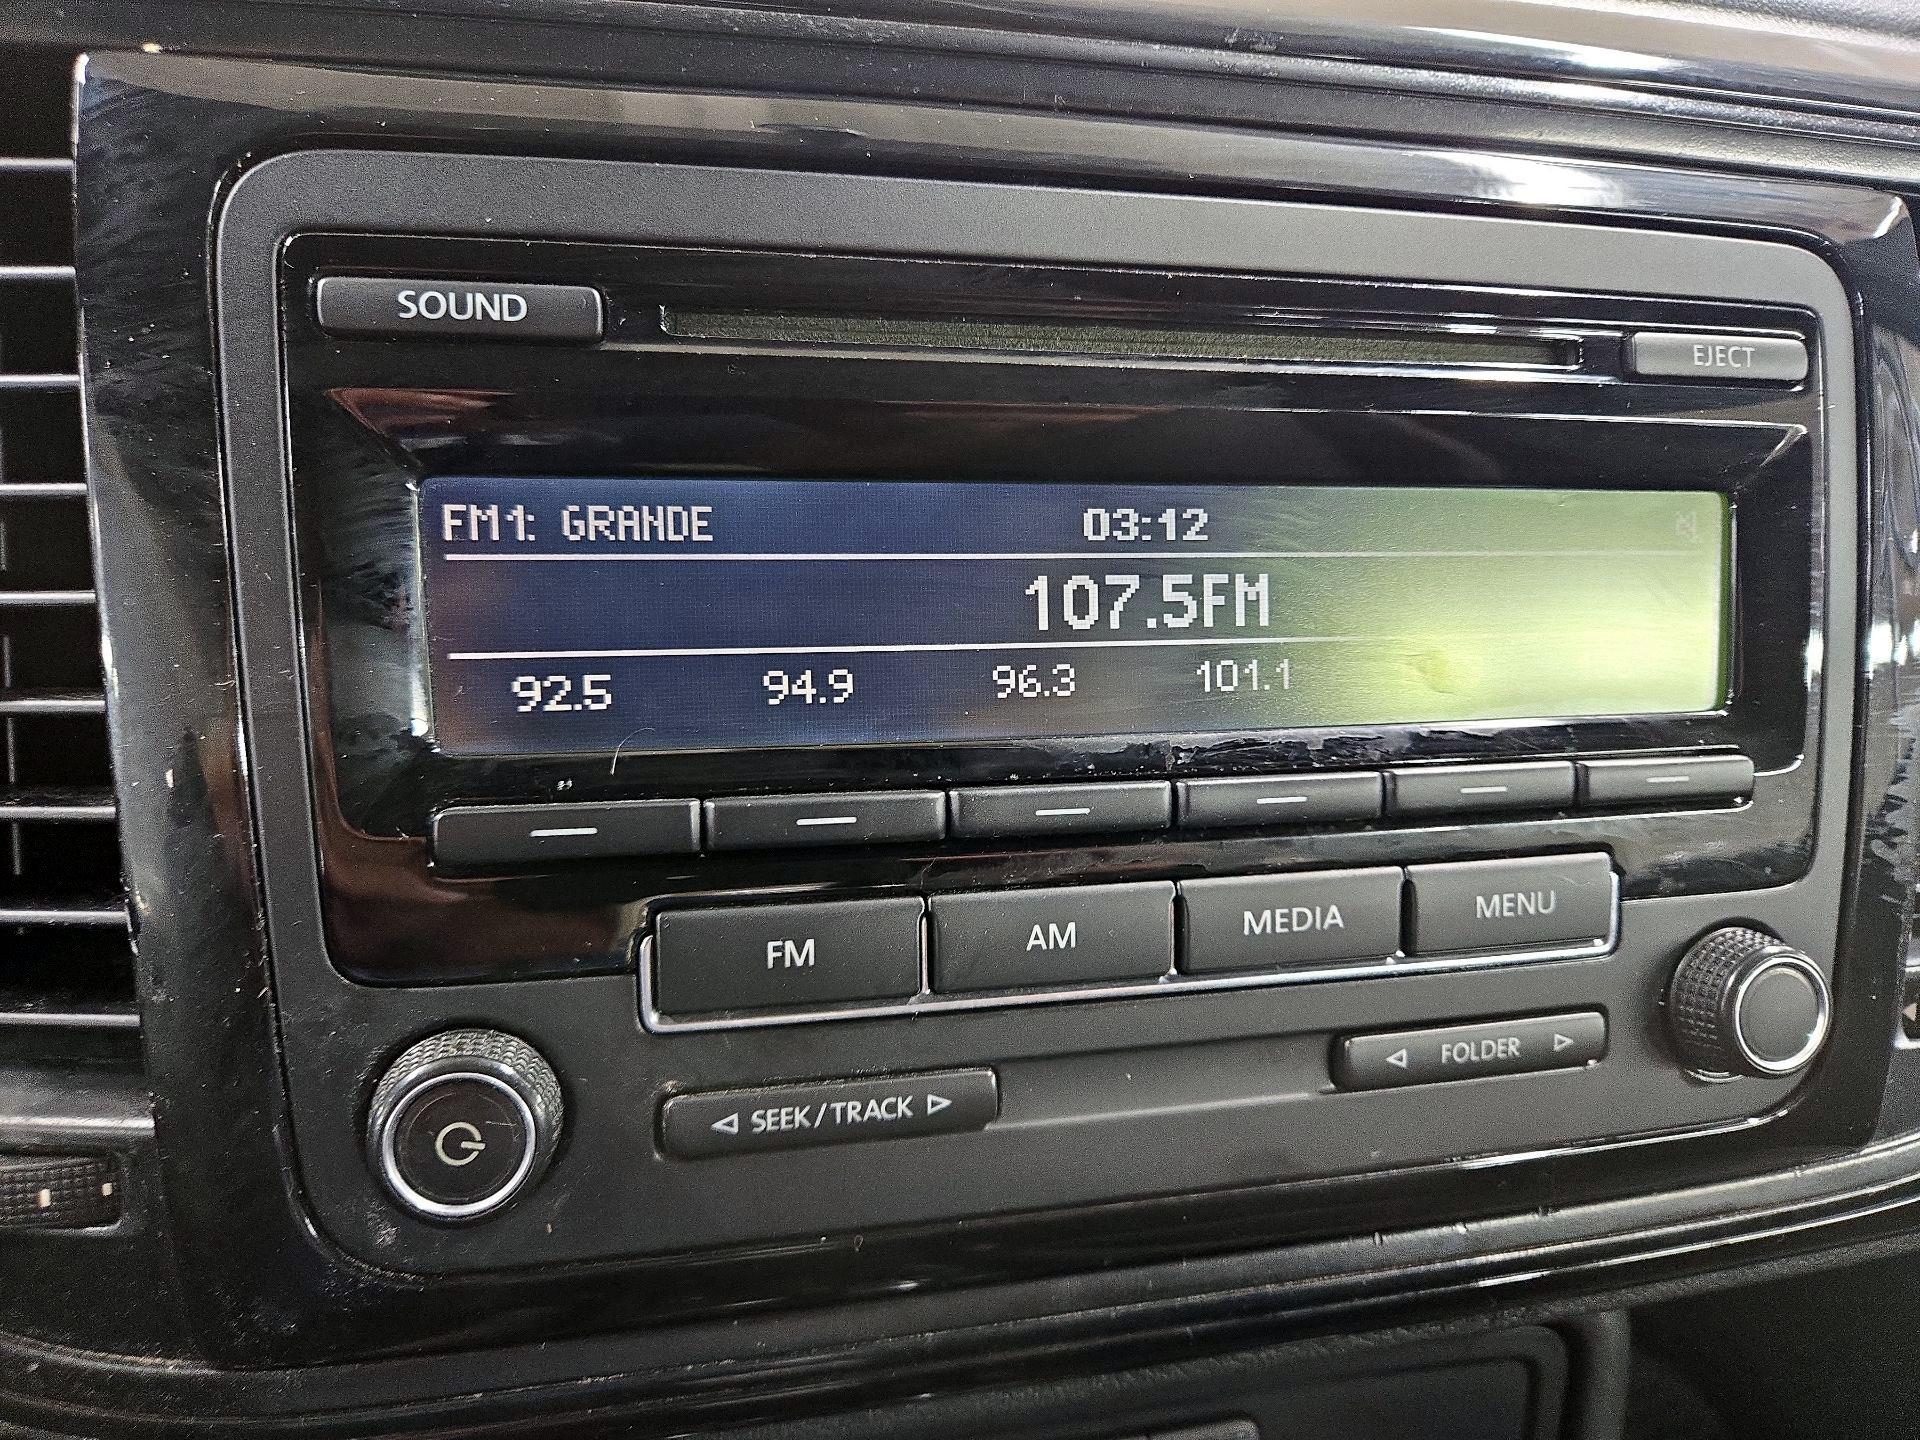 SOUND
EJECT
FM1: GRANDE 03:12
107.5FM
92.5 94.9 96.3 101.1
FM AM MEDIA MENU
FOLDER
SEEK/TRACK